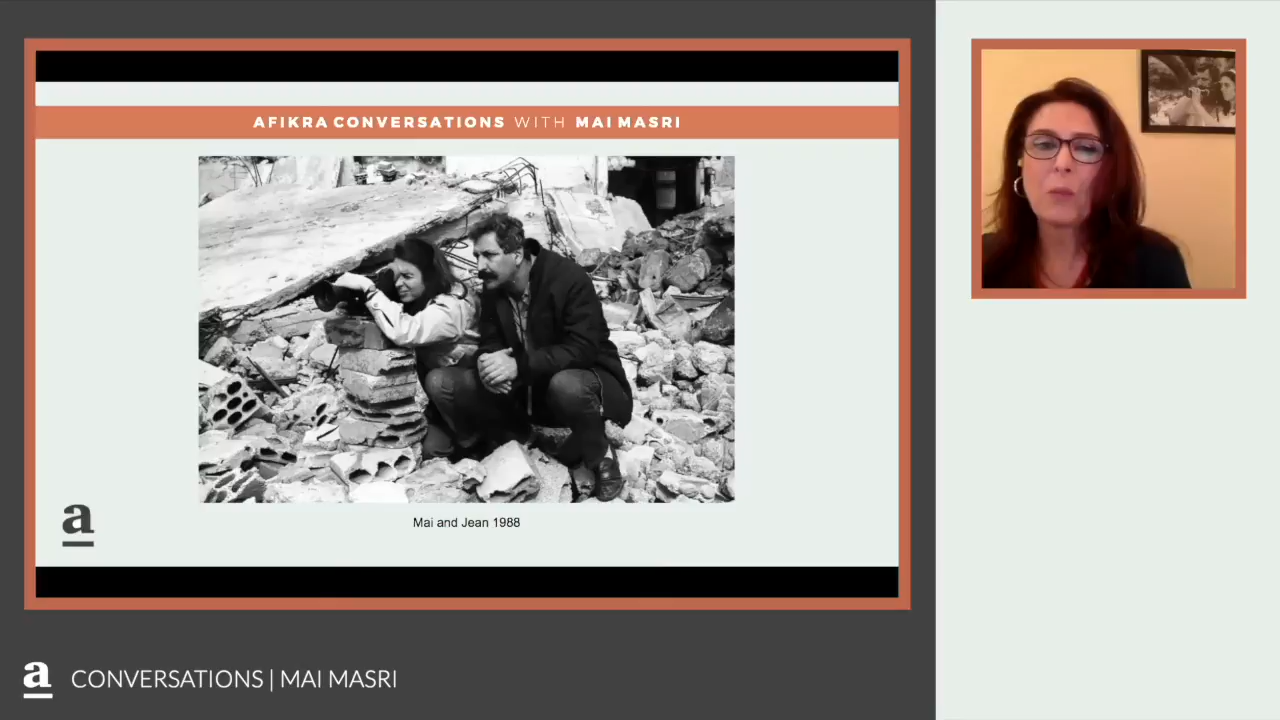 AFIKRA CONVERSATIONS WITH MAI MASRI
Mai and Jean 1988
a
a CONVERSATIONS | MAI MASRI